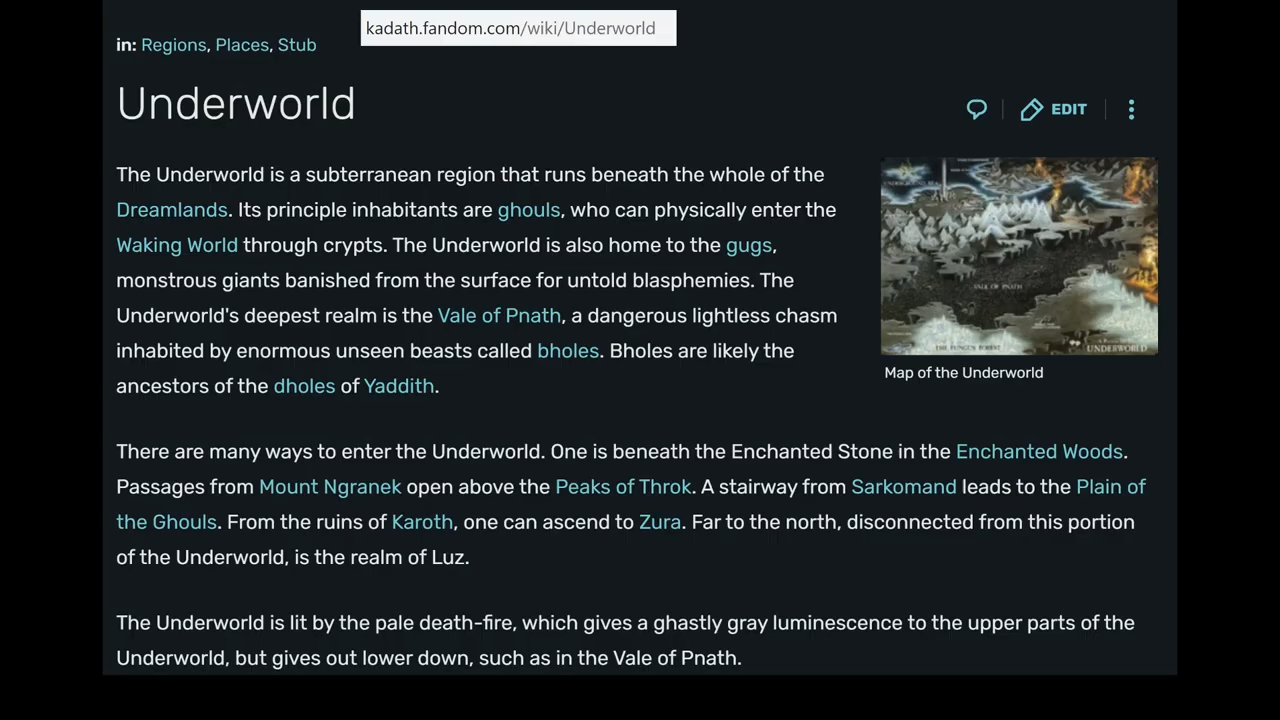 kadath.fandom.com/wiki/Underworld
in: Regions, Places, Stub
Underworld
EDIT
The Underworld is a subterranean region that runs beneath the whole of the
Dreamlands. Its principle inhabitants are ghouls, who can physically enter the
Waking World through crypts. The Underworld is also home to the gugs,
monstrous giants banished from the surface for untold blasphemies. The
Underworld's deepest realm is the Vale of Pnath, a dangerous lightless chasm
inhabited by enormous unseen beasts called bholes. Bholes are likely the
ancestors of the dholes of Yaddith.
VALE OF PNATH
THE FUNGUS FOREST
UNDERWORLD
Map of the Underworld
There are many ways to enter the Underworld. One is beneath the Enchanted Stone in the Enchanted Woods.
Passages from Mount Ngranek open above the Peaks of Throk. A stairway from Sarkomand leads to the Plain of
the Ghouls. From the ruins of Karoth, one can ascend to Zura. Far to the north, disconnected from this portion
of the Underworld, is the realm of Luz.
The Underworld is lit by the pale death-fire, which gives a ghastly gray luminescence to the upper parts of the
Underworld, but gives out lower down, such as in the Vale of Pnath.